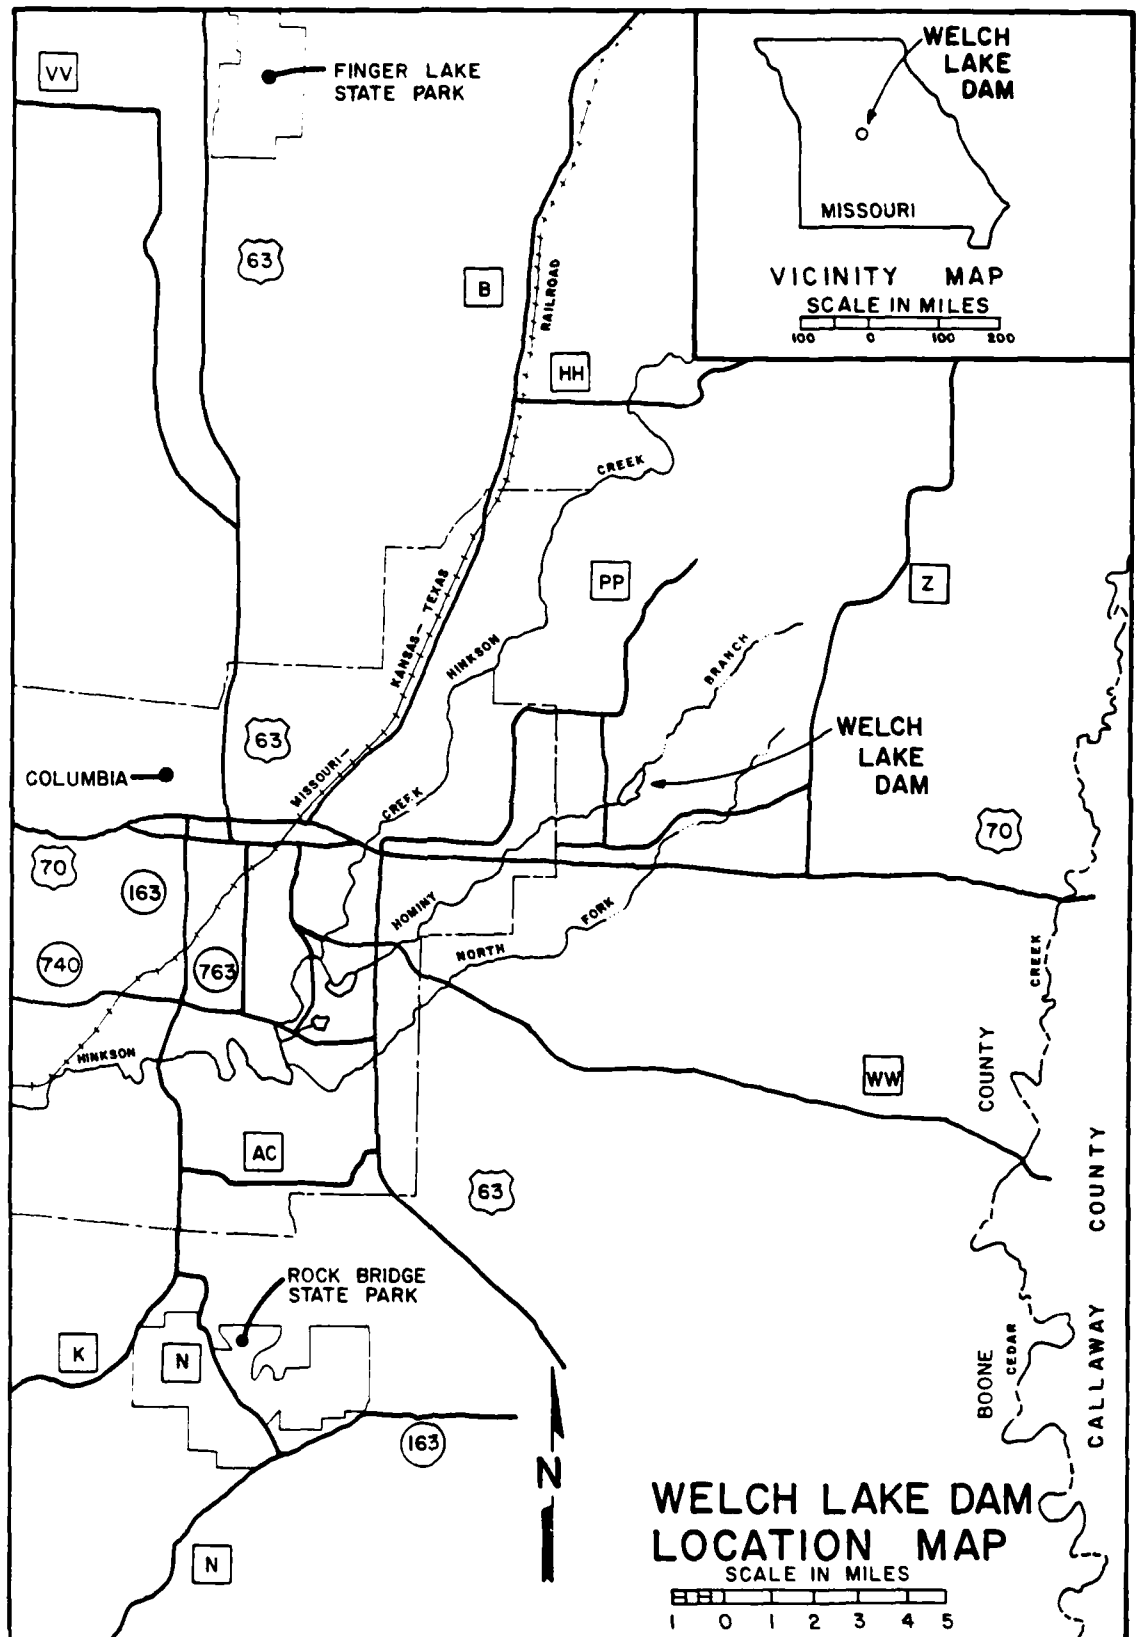 VV
FINGER LAKE
STATE PARK
WELCH
LAKE
DAM
MISSOURI
VICINITY MAP
SCALE IN MILES
100 0 100 200
63
B
RAILROAD
HH
CREEK
PP
Z
KANSAS - TEXAS
HINKSON
BRANCH
63
WELCH
LAKE
DAM
COLUMBIA
MISSOURI -
CREEK
70
70
163
HOMINY
FORK
NORTH
740
763
CREEK
HINKSON
WW
COUNTY
COUNTY
AC
63
ROCK BRIDGE
STATE PARK
K
N
BOONE
CEDAR
CALLAWAY
163
N
N
WELCH LAKE DAM
LOCATION MAP
SCALE IN MILES
1 0 1 2 3 4 5